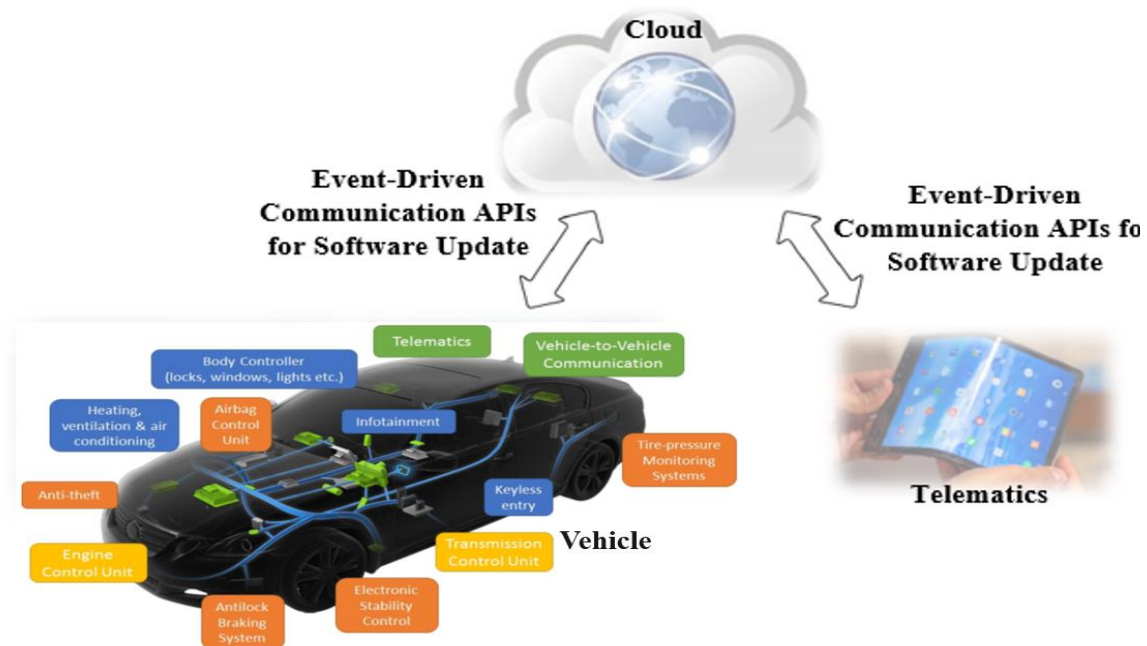 Cloud
Event-Driven
Communication APIs
for Software Update
Event-Driven
Communication APIs fo
Software Update
Telematics
Vehicle-to-Vehicle
Communication
Body Controller
(locks, windows, lights etc.)
Heating,
ventilation & air
conditioning
Airbag
Control
Unit
Infotainment
Tire-pressure
Monitoring
Systems
Anti-theft
Keyless
entry
Engine
Control Unit
Transmission
Control Unit
Vehicle
Antilock
Braking
System
Electronic
Stability
Control
Telematics